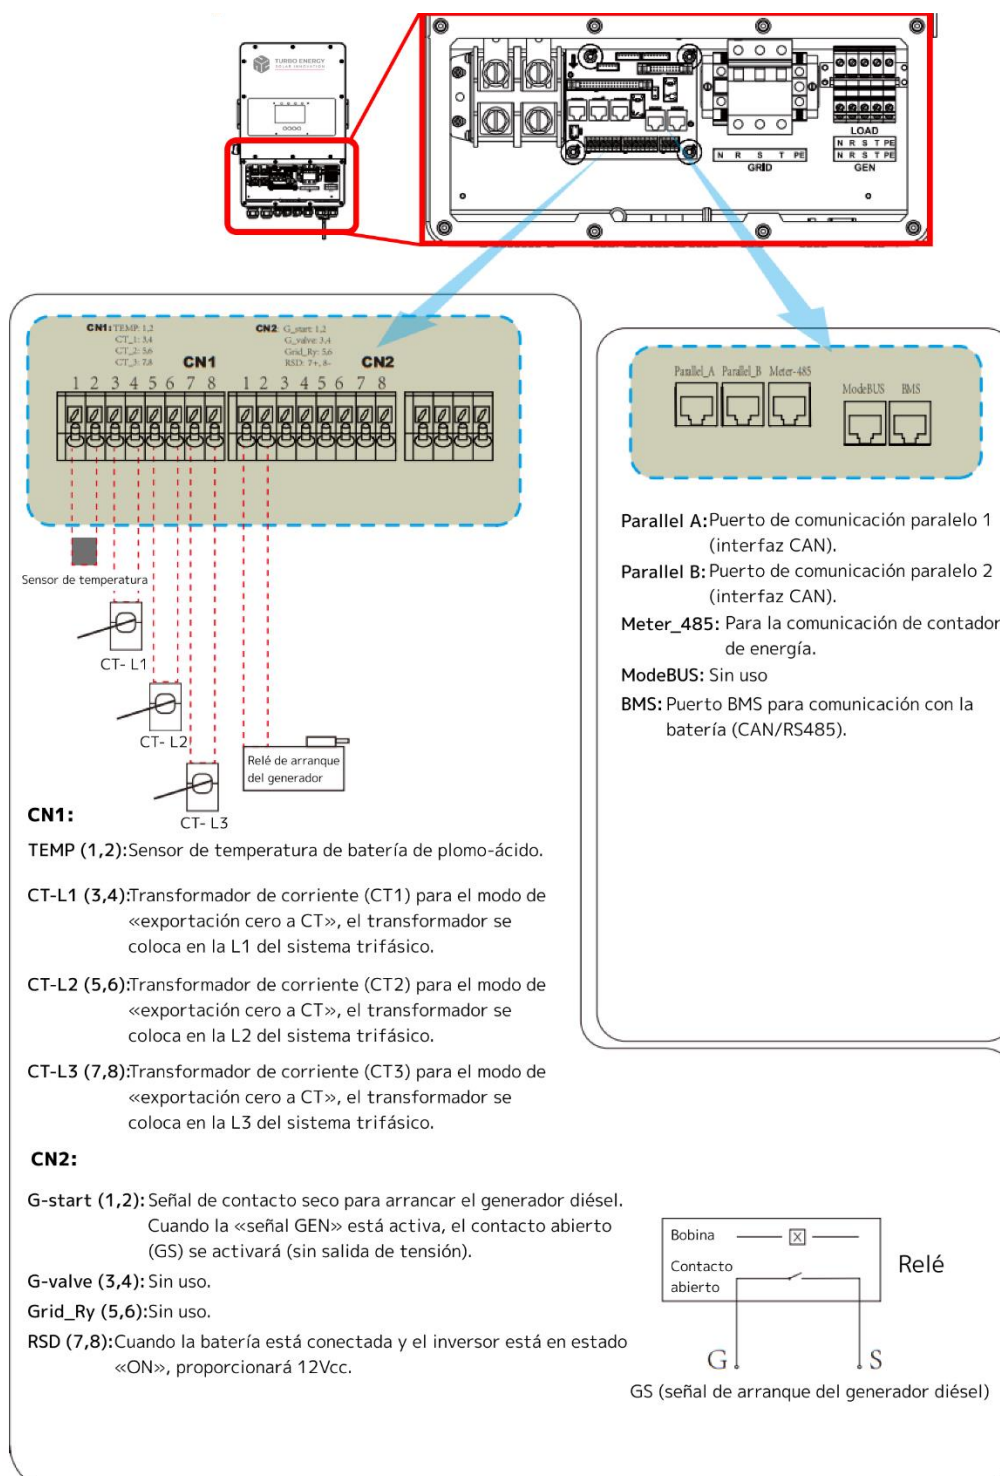 TURBO ENERGY
SOLAR INNOVATION
N R S T PE
GRID
LOAD
N R S T PE
N R S T PE
GEN
CN1: TEMP: 1,2
CT_1: 3,4
CT_2: 5,6
CT_3: 7,8
CN1
CN2 G_start: 1,2
G_valve: 3,4
Grid_Ry: 5,6
RSD: 7+, 8-
CN2
1 2 3 4 5 6 7 8
1 2 3 4 5 6 7 8
Sensor de temperatura
CT- L1
CT- L2
CT- L3
Relé de arranque
del generador
Parallel_A Parallel_B Meter-485
ModeBUS BMS
Parallel A: Puerto de comunicación paralelo 1
(interfaz CAN).
Parallel B: Puerto de comunicación paralelo 2
(interfaz CAN).
Meter_485: Para la comunicación de contador
de energía.
ModeBUS: Sin uso
BMS: Puerto BMS para comunicación con la
batería (CAN/RS485).
CN1:
TEMP (1,2): Sensor de temperatura de batería de plomo-ácido.
CT-L1 (3,4): Transformador de corriente (CT1) para el modo de
«exportación cero a CT», el transformador se
coloca en la L1 del sistema trifásico.
CT-L2 (5,6): Transformador de corriente (CT2) para el modo de
«exportación cero a CT», el transformador se
coloca en la L2 del sistema trifásico.
CT-L3 (7,8): Transformador de corriente (CT3) para el modo de
«exportación cero a CT», el transformador se
coloca en la L3 del sistema trifásico.
CN2:
G-start (1,2): Señal de contacto seco para arrancar el generador diésel.
Cuando la «señal GEN» está activa, el contacto abierto
(GS) se activará (sin salida de tensión).
G-valve (3,4): Sin uso.
Grid_Ry (5,6): Sin uso.
RSD (7,8): Cuando la batería está conectada y el inversor está en estado
«ON», proporcionará 12Vcc.
Bobina
Contacto
abierto
Relé
G S
GS (señal de arranque del generador diésel)